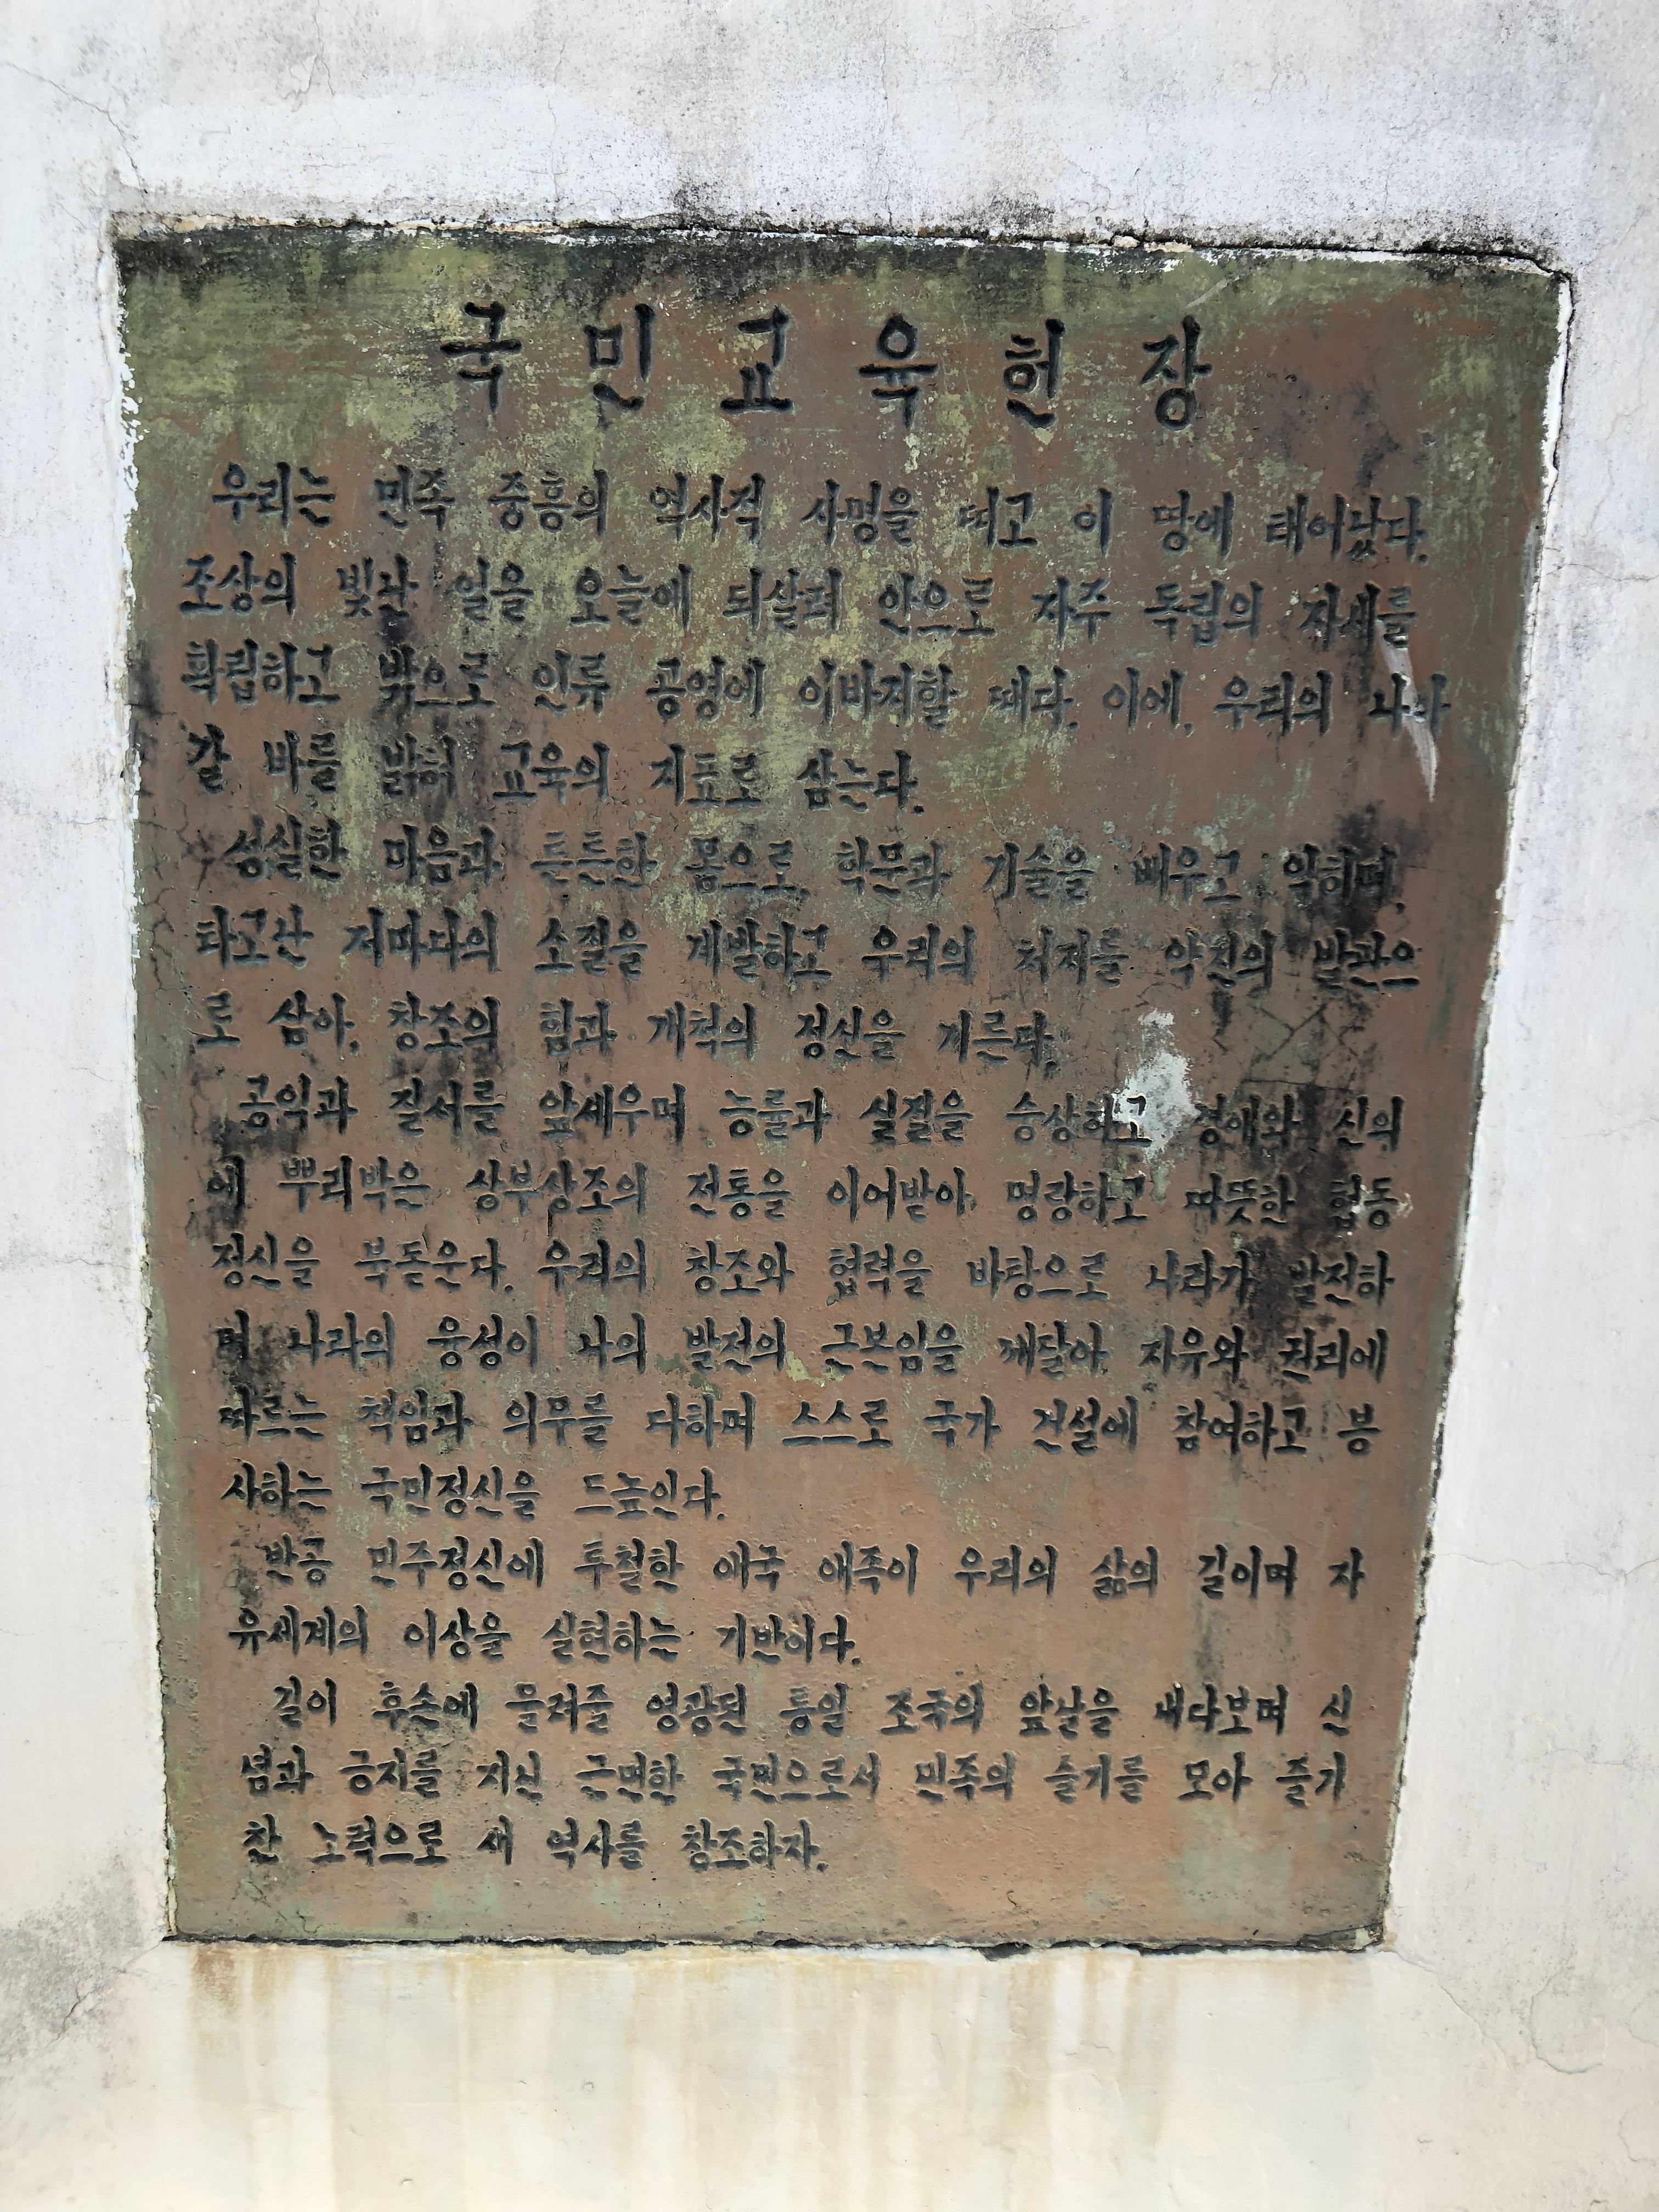 국민교육헌장
우리는 민족 중흥의 역사적 사명을 띠고 이 땅에 태어났다.
조상의 빛난 얼을 오늘에 되살려 안으로 자주 독립의 자세를
확립하고 밖으로 인류 공영에 이바지할 때다. 이에, 우리의 나아
갈 바를 밝혀 교육의 지표로 삼는다.
성실한 마음과 튼튼한 몸으로, 학문과 기술을 배우고 익히며,
타고난 저마다의 소질을 계발하고 우리의 처지를 약진의 발판으
로 삼아, 창조의 힘과 개척의 정신을 기른다.
공익과 질서를 앞세우며 능률과 실질을 숭상하고 경애와 신의
에 뿌리박은 상부상조의 전통을 이어받아, 명랑하고 따뜻한 협동
정신을 북돋운다. 우리의 창조와 협력을 바탕으로 나라가 발전하
며 나라의 융성이 나의 발전의 근본임을 깨달아, 자유와 권리에
따르는 책임과 의무를 다하며 스스로 국가 건설에 참여하고 봉
사하는 국민정신을 드높인다.
반공 민주정신에 투철한 애국 애족이 우리의 삶의 길이며 자
유세계의 이상을 실현하는 기반이다.
길이 후손에 물려줄 영광된 통일 조국의 앞날을 내다보며 신
념과 긍지를 지닌 근면한 국민으로서 민족의 슬기를 모아 줄기
찬 노력으로 새 역사를 창조하자.